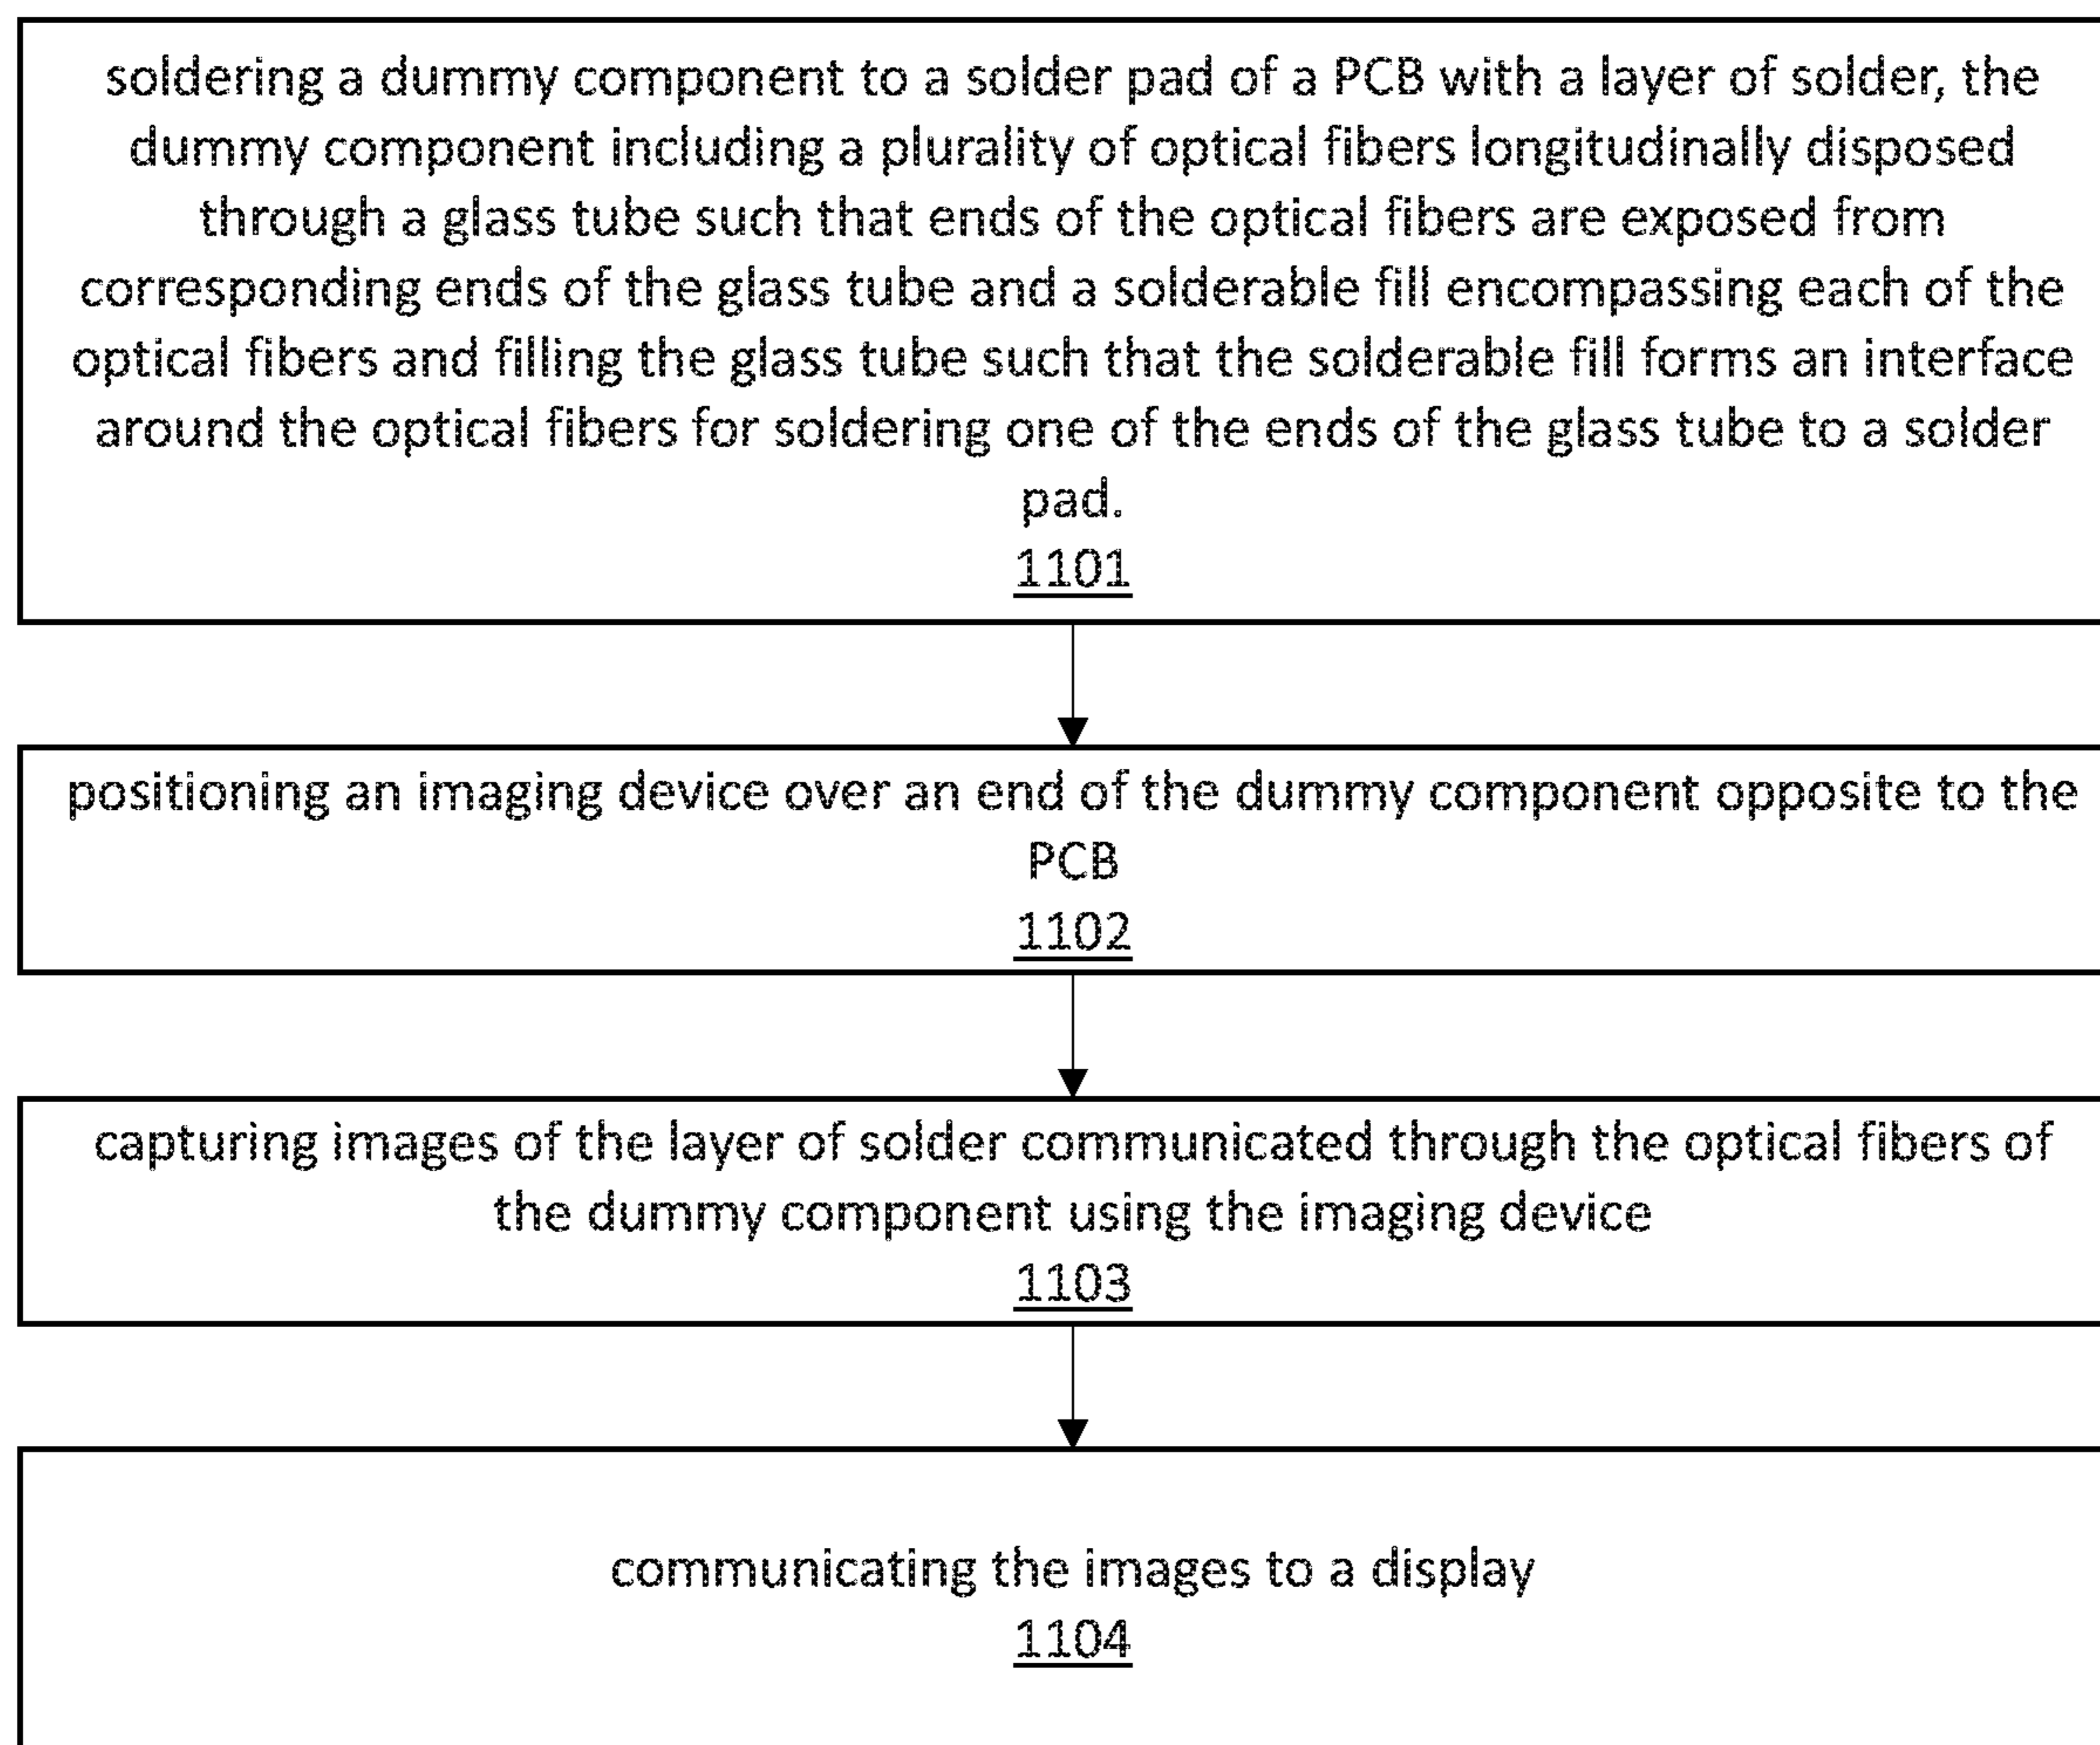 soldering a dummy component to a solder pad of a PCB with a layer of solder, the
dummy component including a plurality of optical fibers longitudinally disposed
through a glass tube such that ends of the optical fibers are exposed from
corresponding ends of the glass tube and a solderable fill encompassing each of the
optical fibers and filling the glass tube such that the solderable fill forms an interface
around the optical fibers for soldering one of the ends of the glass tube to a solder
pad.
1101
positioning an imaging device over an end of the dummy component opposite to the
PCB
1102
capturing images of the layer of solder communicated through the optical fibers of
the dummy component using the imaging device
1103
communicating the images to a display
1104